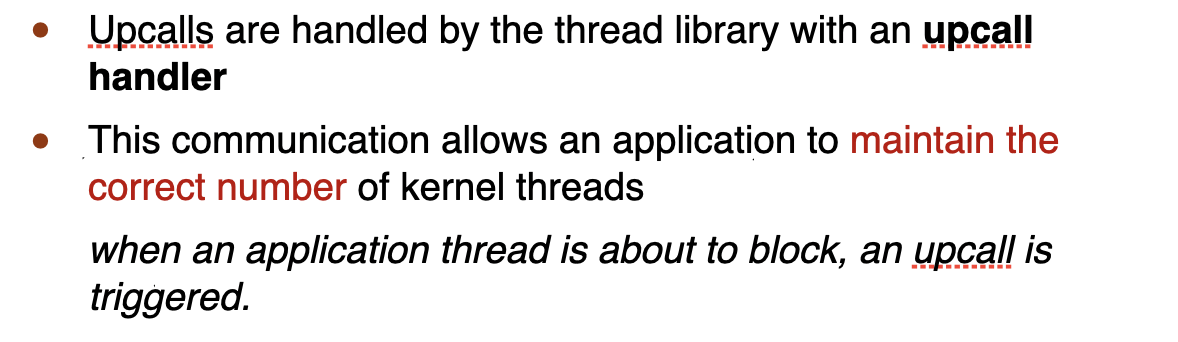 • Upcalls are handled by the thread library with an upcall
handler
• This communication allows an application to maintain the
correct number of kernel threads
when an application thread is about to block, an upcall is
triggered.